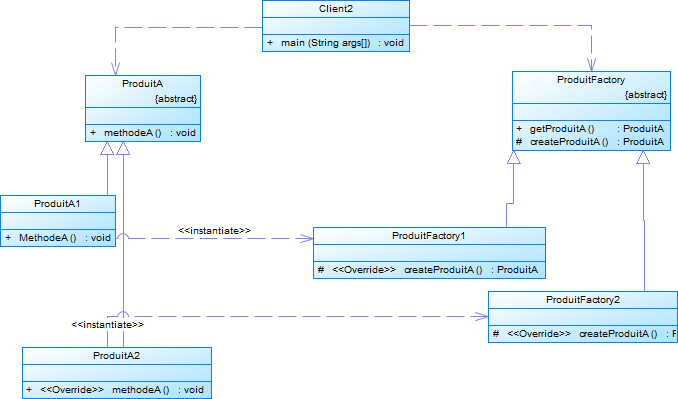 Client2
+ main (String args[]) : void
ProduitA
{abstract}
+ methodeA () : void
ProduitFactory
{abstract}
+ getProduitA () : ProduitA
# createProduitA () : ProduitA
ProduitA1
+ MethodeA () : void
<<instantiate>>
ProduitFactory1
# <<Override>> createProduitA () : ProduitA
ProduitFactory2
# <<Override>> createProduitA () : P
<<instantiate>>
ProduitA2
+ <<Override>> methodeA () : void